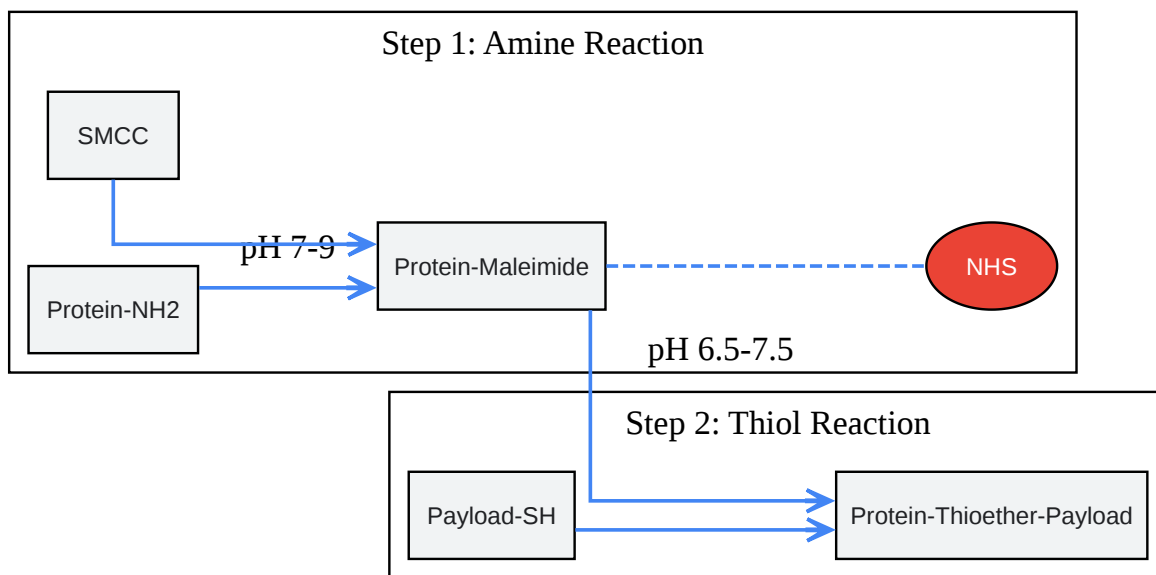 Step 1: Amine Reaction
SMCC
pH 7-9
Protein-Maleimide
NHS
Protein-NH2
pH 6.5-7.5
Step 2: Thiol Reaction
Payload-SH
Protein-Thioether-Payload